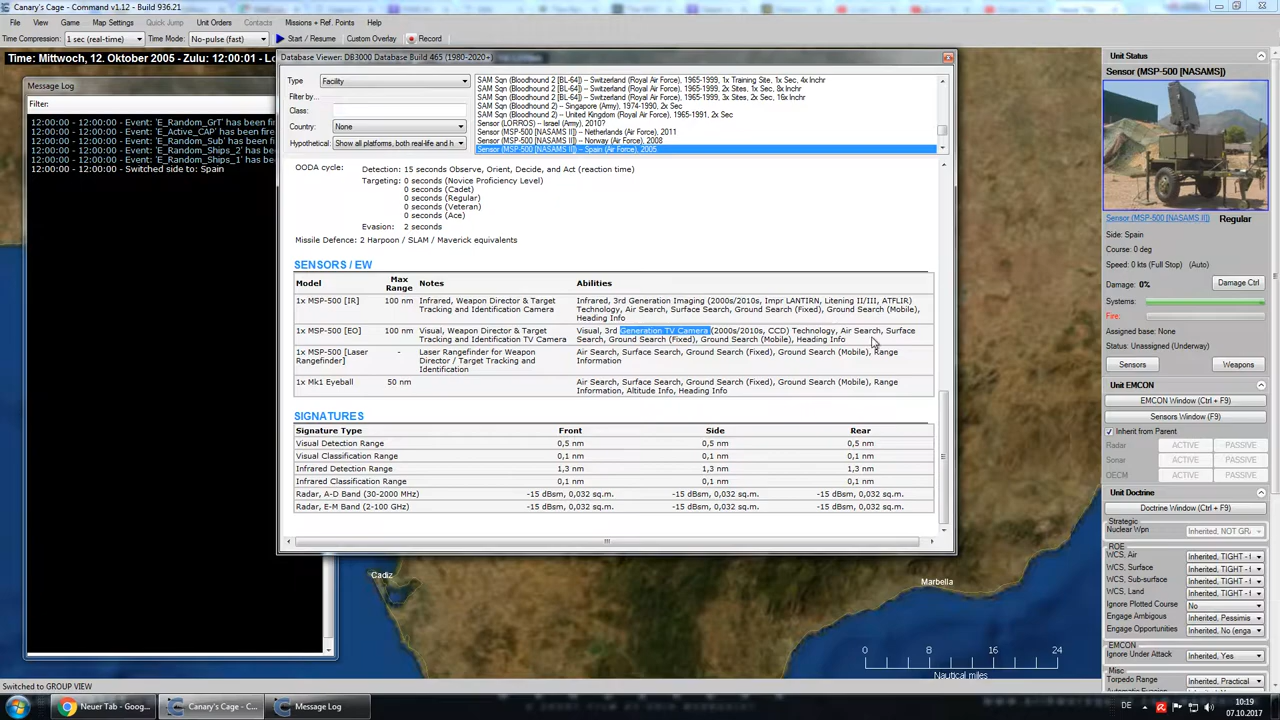 Canary's Cage - Command v1.12 - Build 936.21
File View Game Map Settings Quick Jump Unit Orders Contacts Missions + Ref. Points Help
Time Compression: 1 sec (real-time) Time Mode: No-pulse (fast) Start / Resume Custom Overlay Record
Time: Mittwoch, 12. Oktober 2005 - Zulu: 12:00:01 - Lo
Message Log
Filter:
12:00:00 - 12:00:00 - Event: 'E_Random_GrT' has been fir
12:00:00 - 12:00:00 - Event: 'E_Active_CAP' has been fire
12:00:00 - 12:00:00 - Event: 'E_Random_Sub' has been fir
12:00:00 - 12:00:00 - Event: 'E_Random_Ships_2' has be
12:00:00 - 12:00:00 - Event: 'E_Random_Ships_1' has be
12:00:00 - 12:00:00 - Switched side to: Spain
Database Viewer: DB3000 Database Build 465 (1980-2020+)
Type Facility
Filter by...
Class:
Country: None
Hypothetical: Show all platforms, both real-life and h
SAM Sqn (Bloodhound 2 [BL-64]) -- Switzerland (Royal Air Force), 1965-1999, 1x Training Site, 1x Sec, 4x lnchr
SAM Sqn (Bloodhound 2 [BL-64]) -- Switzerland (Royal Air Force), 1965-1999, 2x Sites, 1x Sec, 8x lnchr
SAM Sqn (Bloodhound 2 [BL-64]) -- Switzerland (Royal Air Force), 1965-1999, 3x Sites, 2x Sec, 16x lnchr
SAM Sqn (Bloodhound 2) -- Singapore (Army), 1974-1990, 2x Sec
SAM Sqn (Bloodhound 2) -- United Kingdom (Royal Air Force), 1965-1991, 2x Sec
Sensor (LORROS) -- Israel (Army), 2010?
Sensor (MSP-500 [NASAMS II]) -- Netherlands (Air Force), 2011
Sensor (MSP-500 [NASAMS II]) -- Norway (Air Force), 2008
Sensor (MSP-500 [NASAMS]) -- Spain (Air Force), 2005
OODA cycle: Detection: 15 seconds Observe, Orient, Decide, and Act (reaction time)
Targeting: 0 seconds (Novice Proficiency Level)
0 seconds (Cadet)
0 seconds (Regular)
0 seconds (Veteran)
0 seconds (Ace)
Evasion: 2 seconds
Missile Defence: 2 Harpoon / SLAM / Maverick equivalents
SENSORS / EW
Model Max Range Notes Abilities
1x MSP-500 [IR] 100 nm Infrared, Weapon Director & Target Infrared, 3rd Generation Imaging (2000s/2010s, Impr LANTIRN, Litening II/III, ATFLIR)
Tracking and Identification Camera Technology, Air Search, Surface Search, Ground Search (Fixed), Ground Search (Mobile),
Heading Info
1x MSP-500 [EO] 100 nm Visual, Weapon Director & Target Visual, 3rd Generation TV Camera (2000s/2010s, CCD) Technology, Air Search, Surface
Tracking and Identification TV Camera Search, Ground Search (Fixed), Ground Search (Mobile), Heading Info
1x MSP-500 [Laser - Laser Rangefinder for Weapon Air Search, Surface Search, Ground Search (Fixed), Ground Search (Mobile), Range
Rangefinder] Director / Target Tracking and Information
Identification
1x Mk1 Eyeball 50 nm Air Search, Surface Search, Ground Search (Fixed), Ground Search (Mobile), Range
Information, Altitude Info, Heading Info
SIGNATURES
Signature Type Front Side Rear
Visual Detection Range 0,5 nm 0,5 nm 0,5 nm
Visual Classification Range 0,1 nm 0,1 nm 0,1 nm
Infrared Detection Range 1,3 nm 1,3 nm 1,3 nm
Infrared Classification Range 0,1 nm 0,1 nm 0,1 nm
Radar, A-D Band (30-2000 MHz) -15 dBsm, 0,032 sq.m. -15 dBsm, 0,032 sq.m. -15 dBsm, 0,032 sq.m.
Radar, E-M Band (2-100 GHz) -15 dBsm, 0,032 sq.m. -15 dBsm, 0,032 sq.m. -15 dBsm, 0,032 sq.m.
Cadiz
Marbella
0 8 16 24
Nautical miles
Unit Status
Sensor (MSP-500 [NASAMS])
Sensor (MSP-500 [NASAMS]) Regular
Side: Spain
Course: 0 deg
Speed: 0 kts (Full Stop) (Auto)
Damage: 0% Damage Ctrl
Systems:
Fire:
Assigned base: None
Status: Unassigned (Underway)
Sensors Weapons
Unit EMCON
EMCON Window (Ctrl + F9)
Sensors Window (F9)
Inherit from Parent
Radar ACTIVE PASSIVE
Sonar ACTIVE PASSIVE
OECM ACTIVE PASSIVE
Unit Doctrine
Doctrine Window (Ctrl + F9)
Strategic
Nuclear Wpn Inherited, NOT GR
ROE
WCS, Air Inherited, TIGHT - f
WCS, Surface Inherited, TIGHT - f
WCS, Sub-surface Inherited, TIGHT - f
WCS, Land Inherited, TIGHT - f
Ignore Plotted Course No
Engage Ambiguous Inherited, Pessimis
Engage Opportunities Inherited, No (enga
EMCON
Ignore Under Attack Inherited, Yes
Misc
Torpedo Range Inherited, Practical
Switched to GROUP VIEW
Neuer Tab - Goog... Canary's Cage - C... Message Log
DE 10:19
07.10.2017